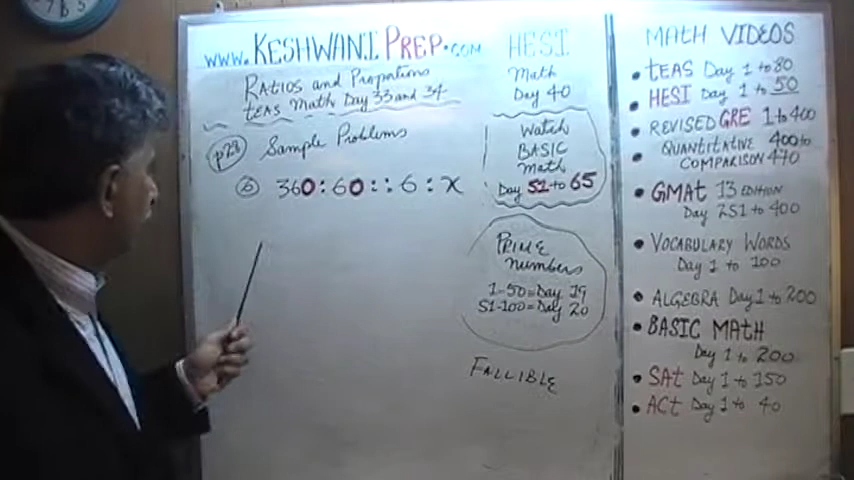 www.KESHWANIPREP.com
RATIOS and PROPATIONS
TEAS Math Day 33 and 34
p23 Sample Problems
6 360:60::6:X
HESI
Math
Day 40
Watch
BASIC
Math
Day 51 to 65
PRIME
numbers
1-50=Day 19
51-100=Day 20
FALLIBLE
MATH VIDEOS
TEAS Day 1 to 80
HESI Day 1 to 50
REVISED GRE 1 to 400
QUANTITATIVE 400 to
COMPARISON 470
GMAT 13 EDITION
Day 251 to 400
VOCABULARY WORDS
Day 1 to 100
ALGEBRA Day 1 to 200
BASIC MATH
Day 1 to 200
SAT Day 1 to 150
ACT Day 1 to 40